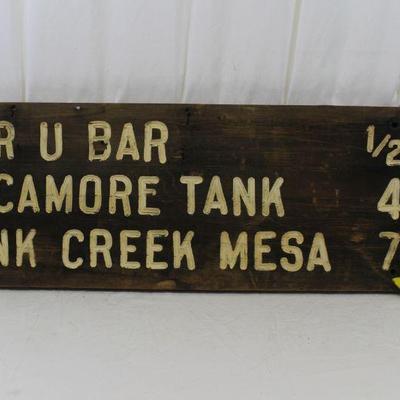 R U BAR 1/2
CAMORE TANK 4
NK CREEK MESA 7